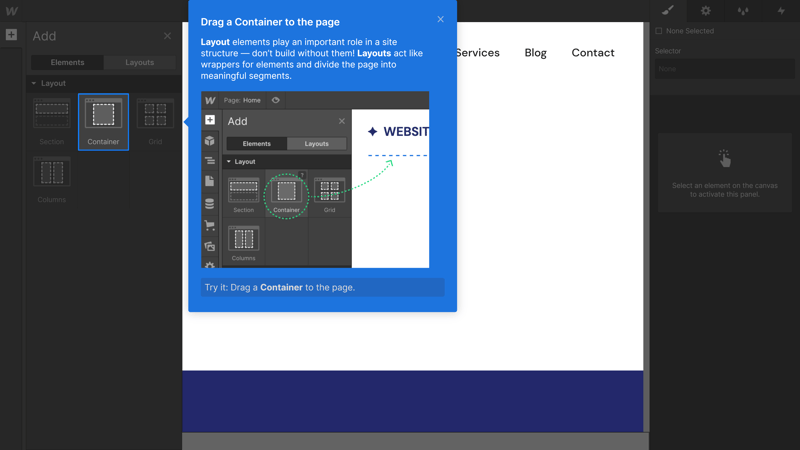 Add
Elements
Layouts
Layout
Section
Container
Grid
Columns
Drag a Container to the page
Layout elements play an important role in a site
structure — don't build without them! Layouts act like
wrappers for elements and divide the page into
meaningful segments.
Page: Home
Add
Elements
Layouts
Layout
WEBSIT
Section
Container
Grid
Columns
Try it: Drag a Container to the page.
Services
Blog
Contact
None Selected
Selector
None
Select an element on the canvas
to activate this panel.